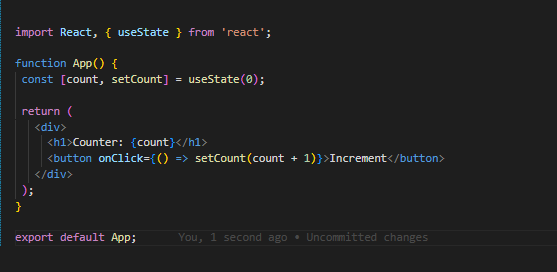 import React, { useState } from 'react';
function App() {
const [count, setCount] = useState(0);
return (
<div>
<h1>Counter: {count}</h1>
<button onClick={() => setCount(count + 1)}>Increment</button>
</div>
);
}
export default App; You, 1 second ago • Uncommitted changes